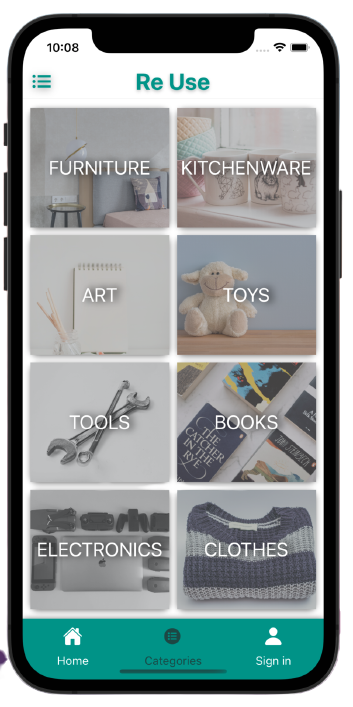 10:08
Re Use
FURNITURE
KITCHENWARE
ART
TOYS
TOOLS
BOOKS
THE
CATCHER
IN THE
RYE
ELECTRONICS
CLOTHES
Home
Categories
Sign in